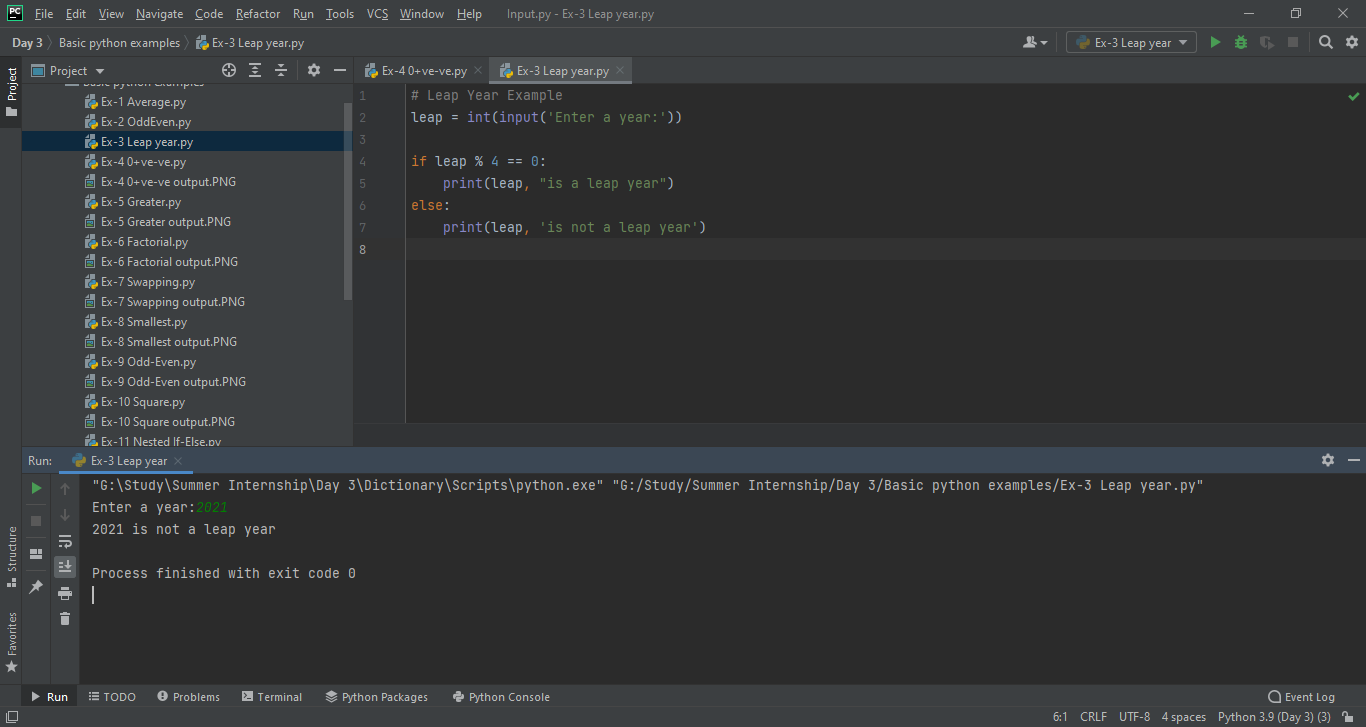 PC File Edit View Navigate Code Refactor Run Tools VCS Window Help Input.py - Ex-3 Leap year.py
Day 3 Basic python examples Ex-3 Leap year.py Ex-3 Leap year
Project
Project
Ex-4 0+ve-ve.py Ex-3 Leap year.py
Basic python examples
Ex-1 Average.py
Ex-2 OddEven.py
Ex-3 Leap year.py
Ex-4 0+ve-ve.py
Ex-4 0+ve-ve output.PNG
Ex-5 Greater.py
Ex-5 Greater output.PNG
Ex-6 Factorial.py
Ex-6 Factorial output.PNG
Ex-7 Swapping.py
Ex-7 Swapping output.PNG
Ex-8 Smallest.py
Ex-8 Smallest output.PNG
Ex-9 Odd-Even.py
Ex-9 Odd-Even output.PNG
Ex-10 Square.py
Ex-10 Square output.PNG
Ex-11 Nested If-Else.py
1 # Leap Year Example
2 leap = int(input('Enter a year:'))
3
4 if leap % 4 == 0:
5 print(leap, "is a leap year")
6 else:
7 print(leap, 'is not a leap year')
8
Run: Ex-3 Leap year
"G:\Study\Summer Internship\Day 3\Dictionary\Scripts\python.exe" "G:/Study/Summer Internship/Day 3/Basic python examples/Ex-3 Leap year.py"
Enter a year:2021
2021 is not a leap year
Process finished with exit code 0
Structure
Favorites
Run TODO Problems Terminal Python Packages Python Console Event Log
6:1 CRLF UTF-8 4 spaces Python 3.9 (Day 3) (3)